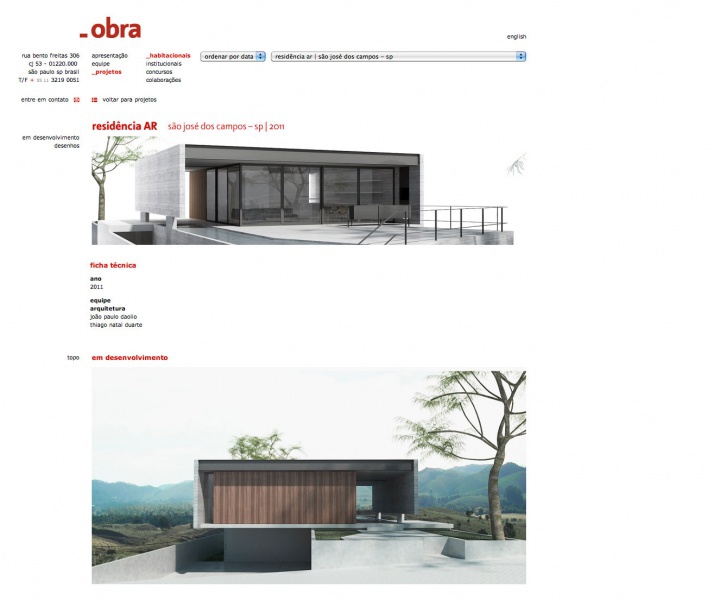 _obra
english
rua bento freitas 306
cj 53 – 01220.000
são paulo sp brasil
T/F + 55 11 3219 0051
apresentação
equipe
_projetos
_habitacionais
institucionais
concursos
colaborações
ordenar por data
residência ar | são josé dos campos – sp
entre em contato
voltar para projetos
residência AR são josé dos campos – sp | 2011
em desenvolvimento
desenhos
ficha técnica
ano
2011
equipe
arquitetura
joão paulo daolio
thiago natal duarte
topo
em desenvolvimento